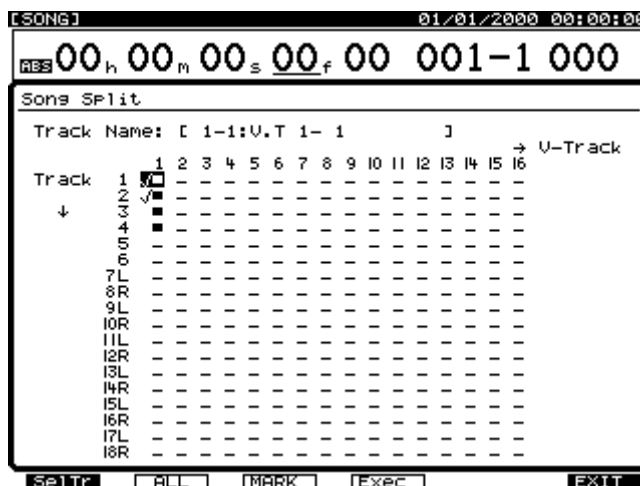 [SONG] 01/01/2000 00:00:00
ABS 00h 00m 00s 00f 00 001-1 000
Song Split
Track Name: [ 1-1:V.T 1- 1 ]
→ V-Track
1 2 3 4 5 6 7 8 9 10 11 12 13 14 15 16
Track 1 √□ - - - - - - - - - - - - - - -
2 √■ - - - - - - - - - - - - - - -
↓ 3 ■ - - - - - - - - - - - - - - -
4 ■ - - - - - - - - - - - - - - -
5 - - - - - - - - - - - - - - - -
6 - - - - - - - - - - - - - - - -
7L - - - - - - - - - - - - - - - -
8R - - - - - - - - - - - - - - - -
9L - - - - - - - - - - - - - - - -
10R - - - - - - - - - - - - - - - -
11L - - - - - - - - - - - - - - - -
12R - - - - - - - - - - - - - - - -
13L - - - - - - - - - - - - - - - -
14R - - - - - - - - - - - - - - - -
15L - - - - - - - - - - - - - - - -
16R - - - - - - - - - - - - - - - -
17L - - - - - - - - - - - - - - - -
18R - - - - - - - - - - - - - - - -
SelTr ALL MARK Exec EXIT